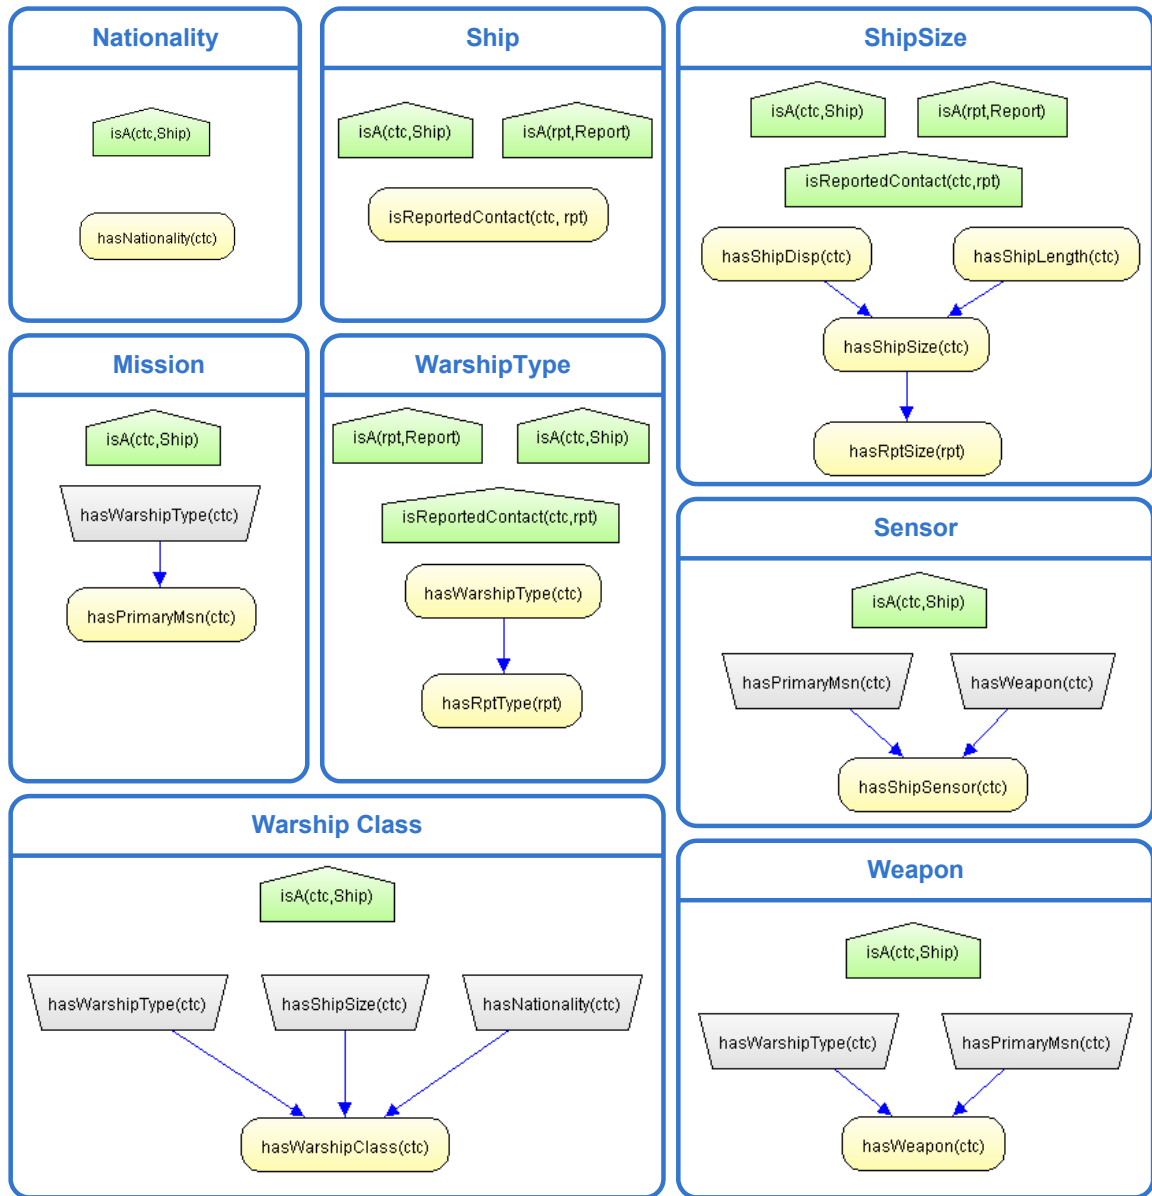 Nationality
isA(ctc,Ship)
hasNationality(ctc)
Ship
isA(ctc,Ship)
isA(rpt,Report)
isReportedContact(ctc, rpt)
ShipSize
isA(ctc,Ship)
isA(rpt,Report)
isReportedContact(ctc,rpt)
hasShipDisp(ctc)
hasShipLength(ctc)
hasShipSize(ctc)
hasRptSize(rpt)
Mission
isA(ctc,Ship)
hasWarshipType(ctc)
hasPrimaryMsn(ctc)
WarshipType
isA(rpt,Report)
isA(ctc,Ship)
isReportedContact(ctc,rpt)
hasWarshipType(ctc)
hasRptType(rpt)
Sensor
isA(ctc,Ship)
hasPrimaryMsn(ctc)
hasWeapon(ctc)
hasShipSensor(ctc)
Warship Class
isA(ctc,Ship)
hasWarshipType(ctc)
hasShipSize(ctc)
hasNationality(ctc)
hasWarshipClass(ctc)
Weapon
isA(ctc,Ship)
hasWarshipType(ctc)
hasPrimaryMsn(ctc)
hasWeapon(ctc)